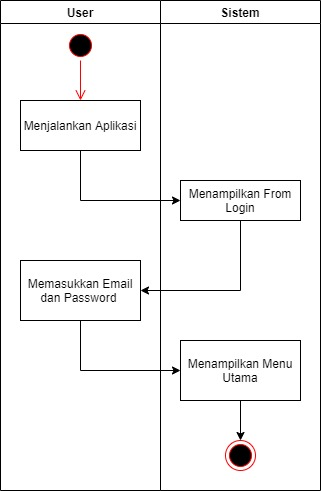 User
Sistem
Menjalankan Aplikasi
Menampilkan From
Login
Memasukkan Email
dan Password
Menampilkan Menu
Utama